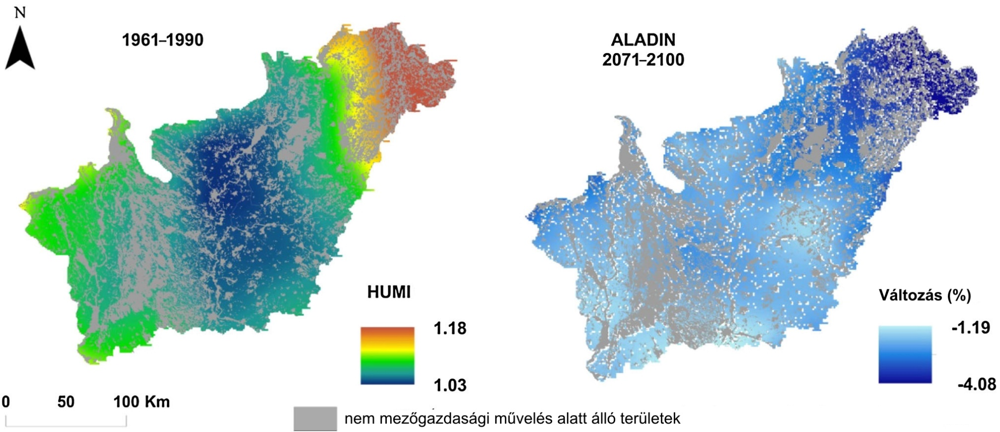 N
1961–1990
ALADIN
2071–2100
HUMI
1.18
1.03
Változás (%)
-1.19
-4.08
0 50 100 Km
nem mezőgazdasági művelés alatt álló területek